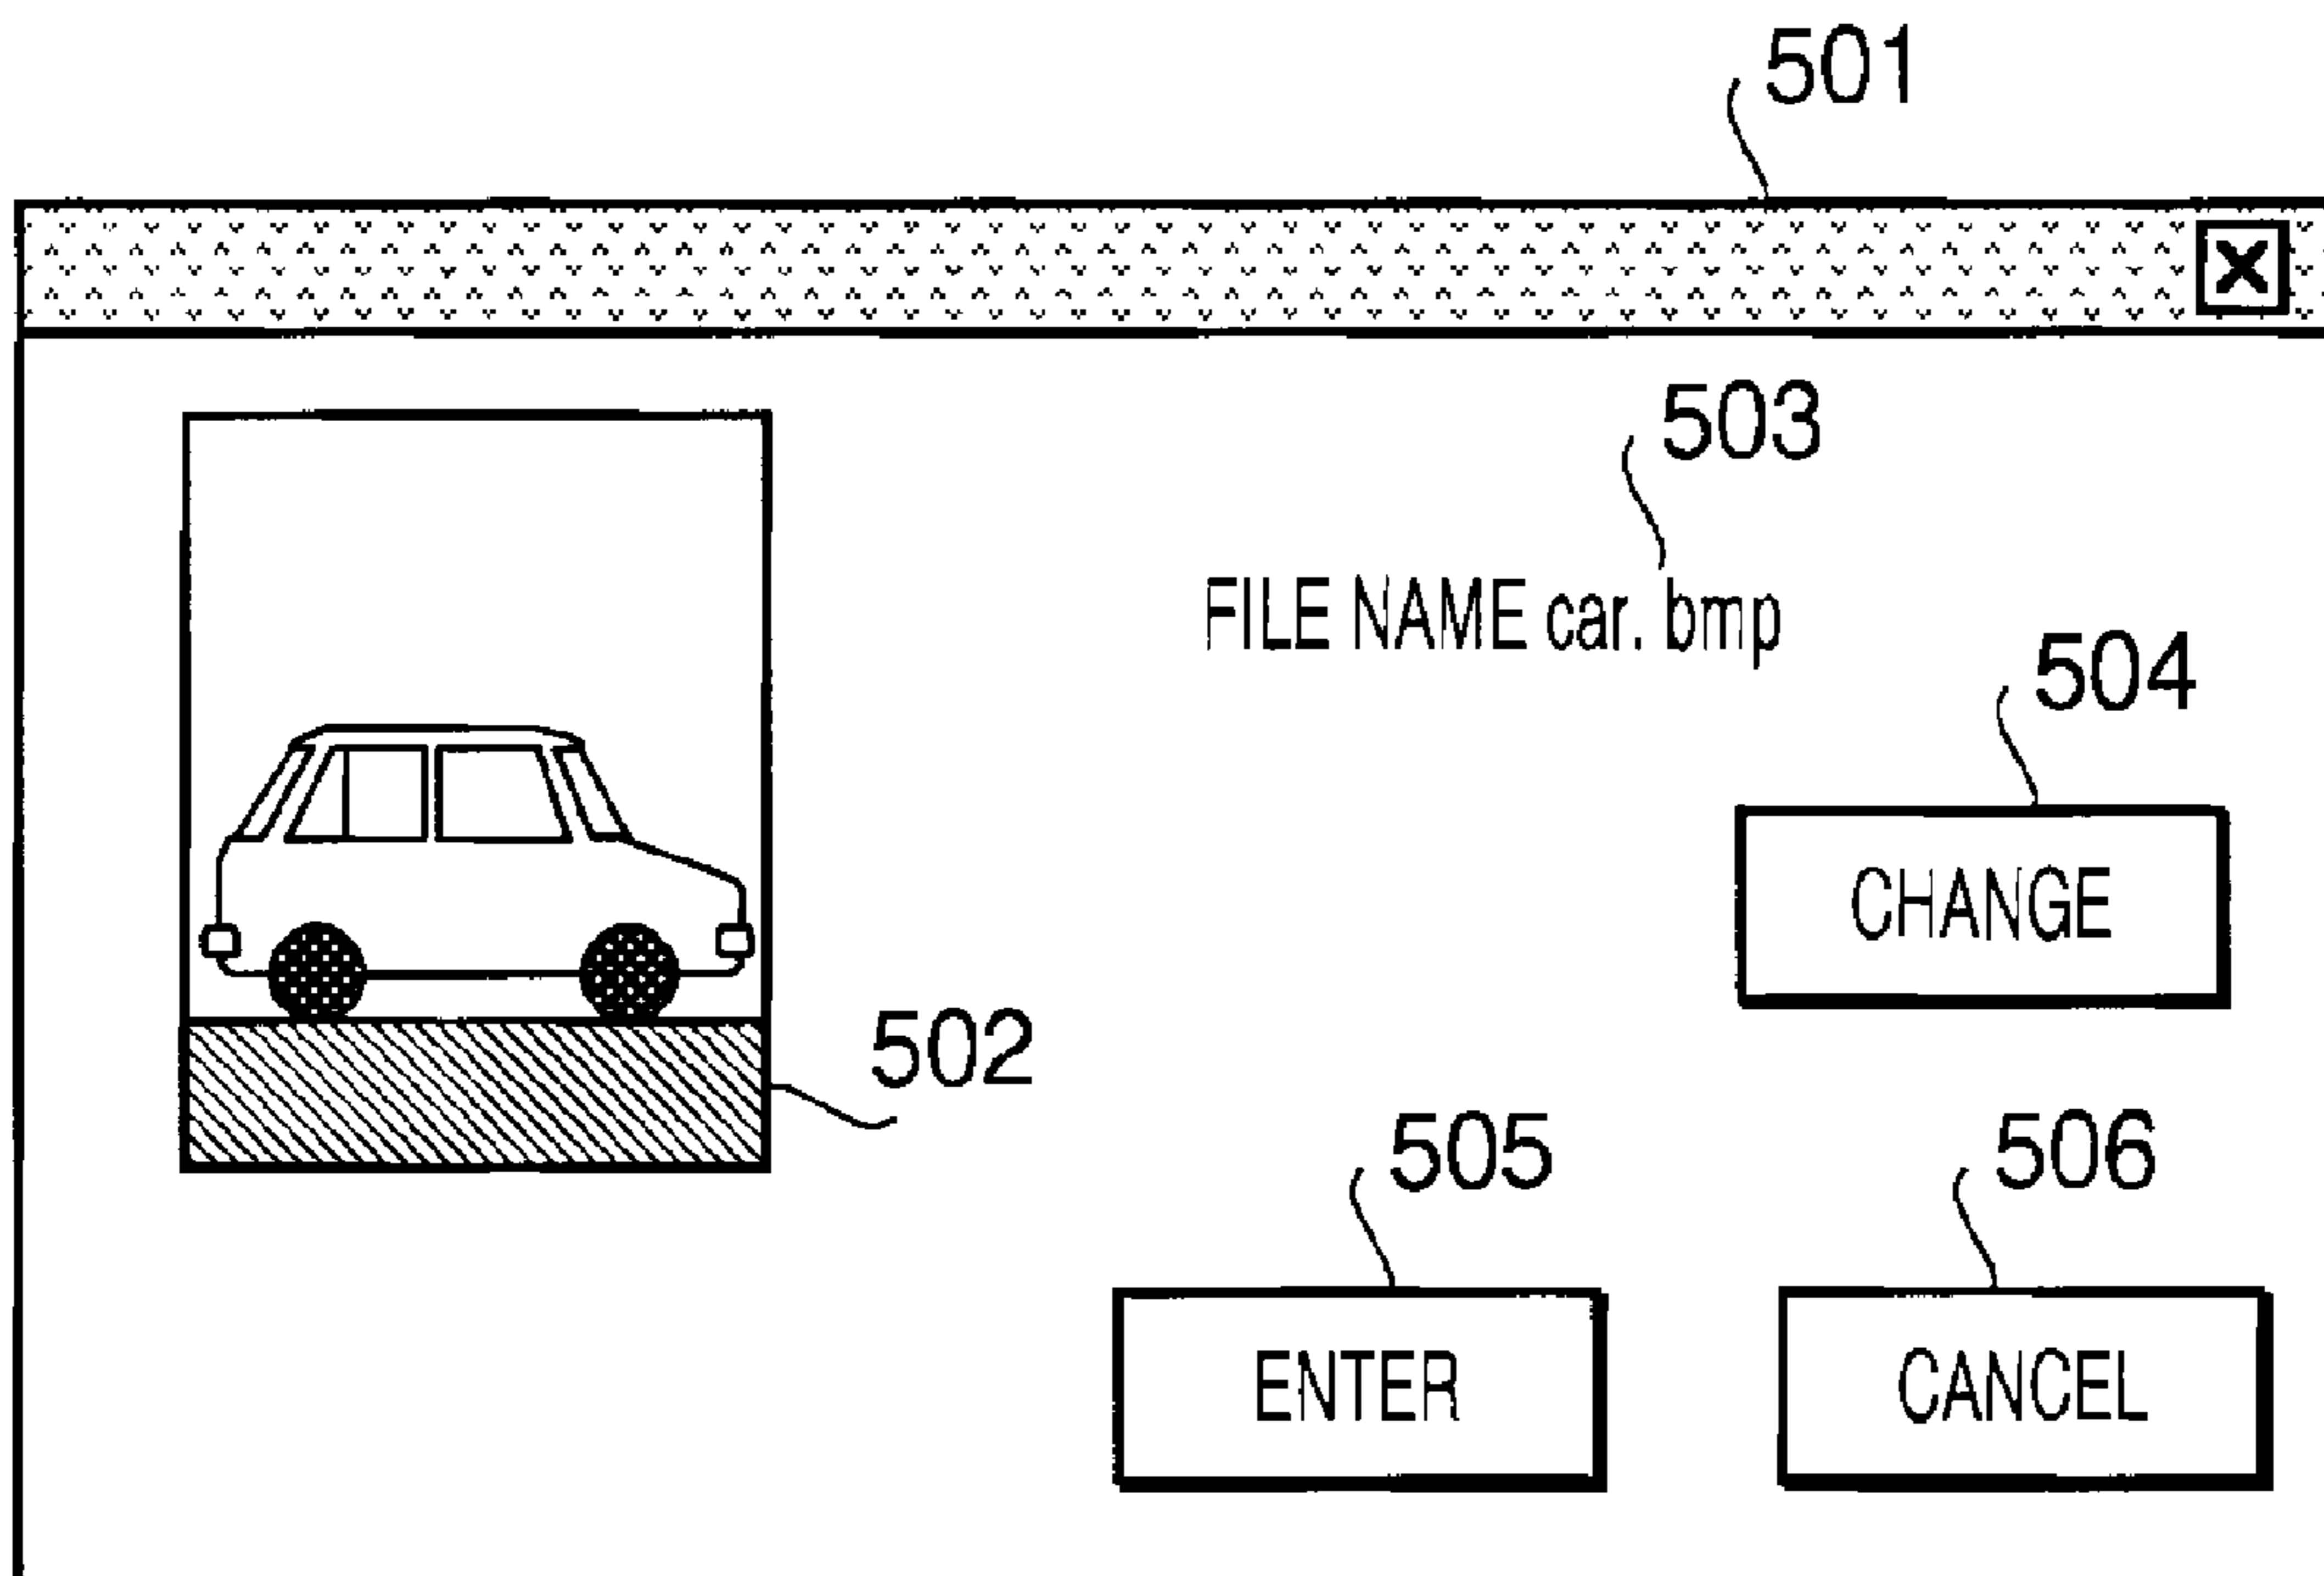 501
X
503
FILE NAME car. bmp
504
CHANGE
502
505
506
ENTER
CANCEL